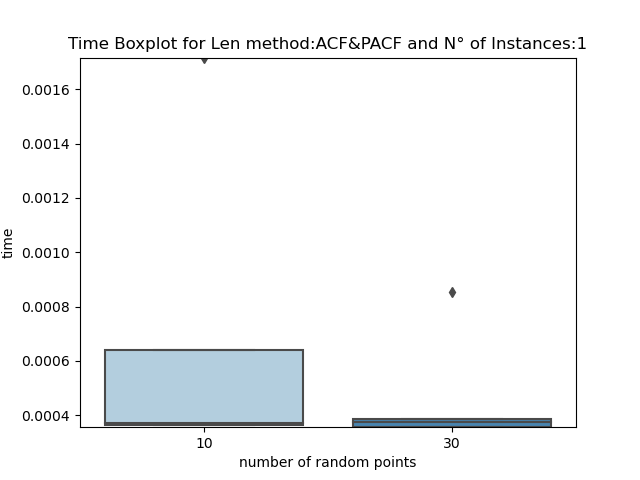 Time Boxplot for Len method:ACF&PACF and N° of Instances:1
0.0016
0.0014
0.0012
0.0010
0.0008
0.0006
0.0004
time
10 30
number of random points